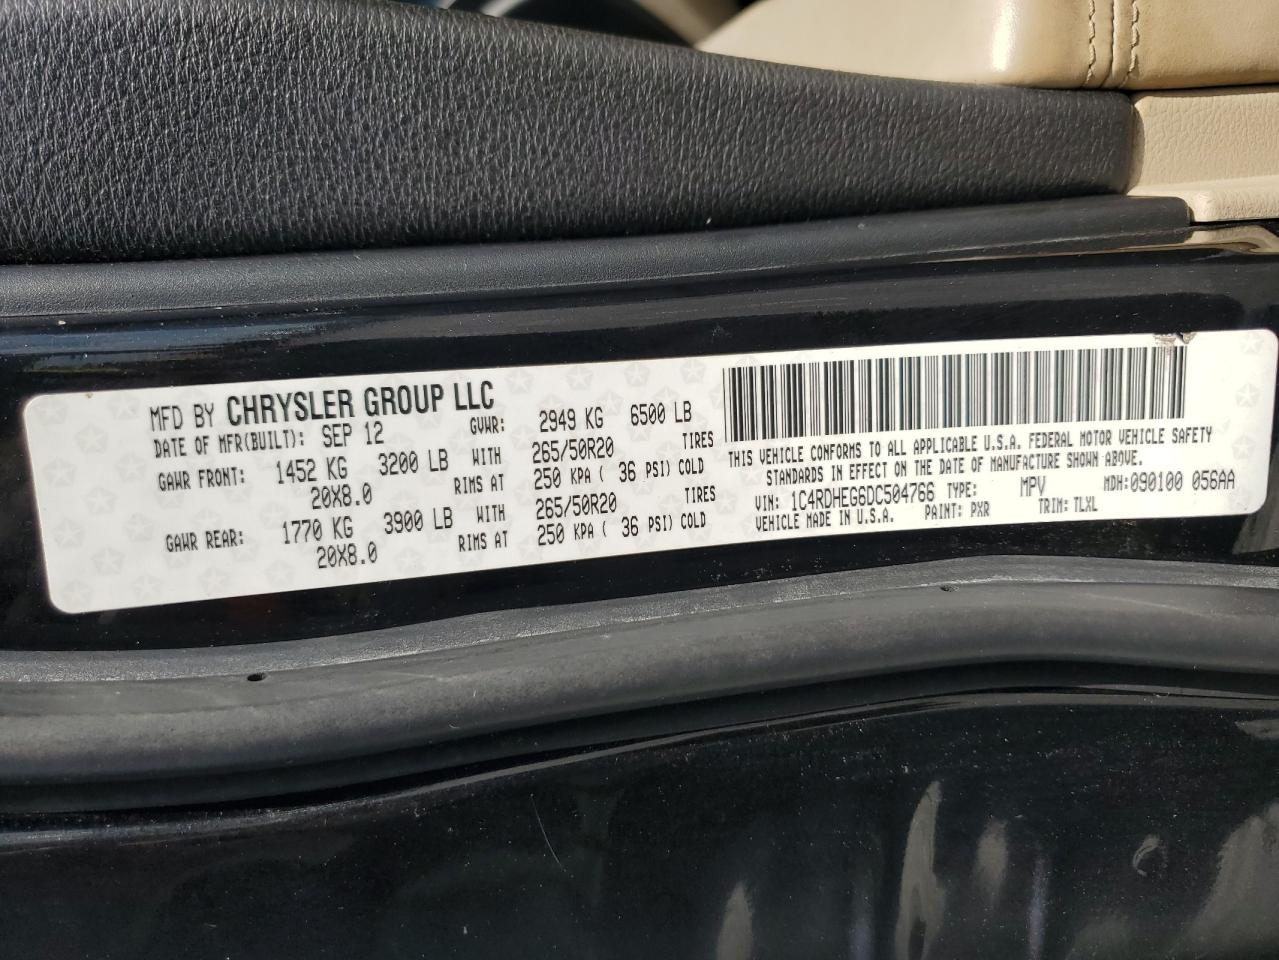 MFD BY CHRYSLER GROUP LLC
DATE OF MFR(BUILT): SEP 12 GVWR: 2949 KG 6500 LB
GAWR FRONT: 1452 KG 3200 LB WITH 265/50R20 TIRES
20X8.0 RIMS AT 250 KPA ( 36 PSI) COLD
GAWR REAR: 1770 KG 3900 LB WITH 265/50R20 TIRES
20X8.0 RIMS AT 250 KPA ( 36 PSI) COLD
THIS VEHICLE CONFORMS TO ALL APPLICABLE U.S.A. FEDERAL MOTOR VEHICLE SAFETY
STANDARDS IN EFFECT ON THE DATE OF MANUFACTURE SHOWN ABOVE.
VIN: 1C4RDHEG6DC504766 TYPE: MPV MDH:090100 056AA
VEHICLE MADE IN U.S.A. PAINT: PXR TRIM: TLXL